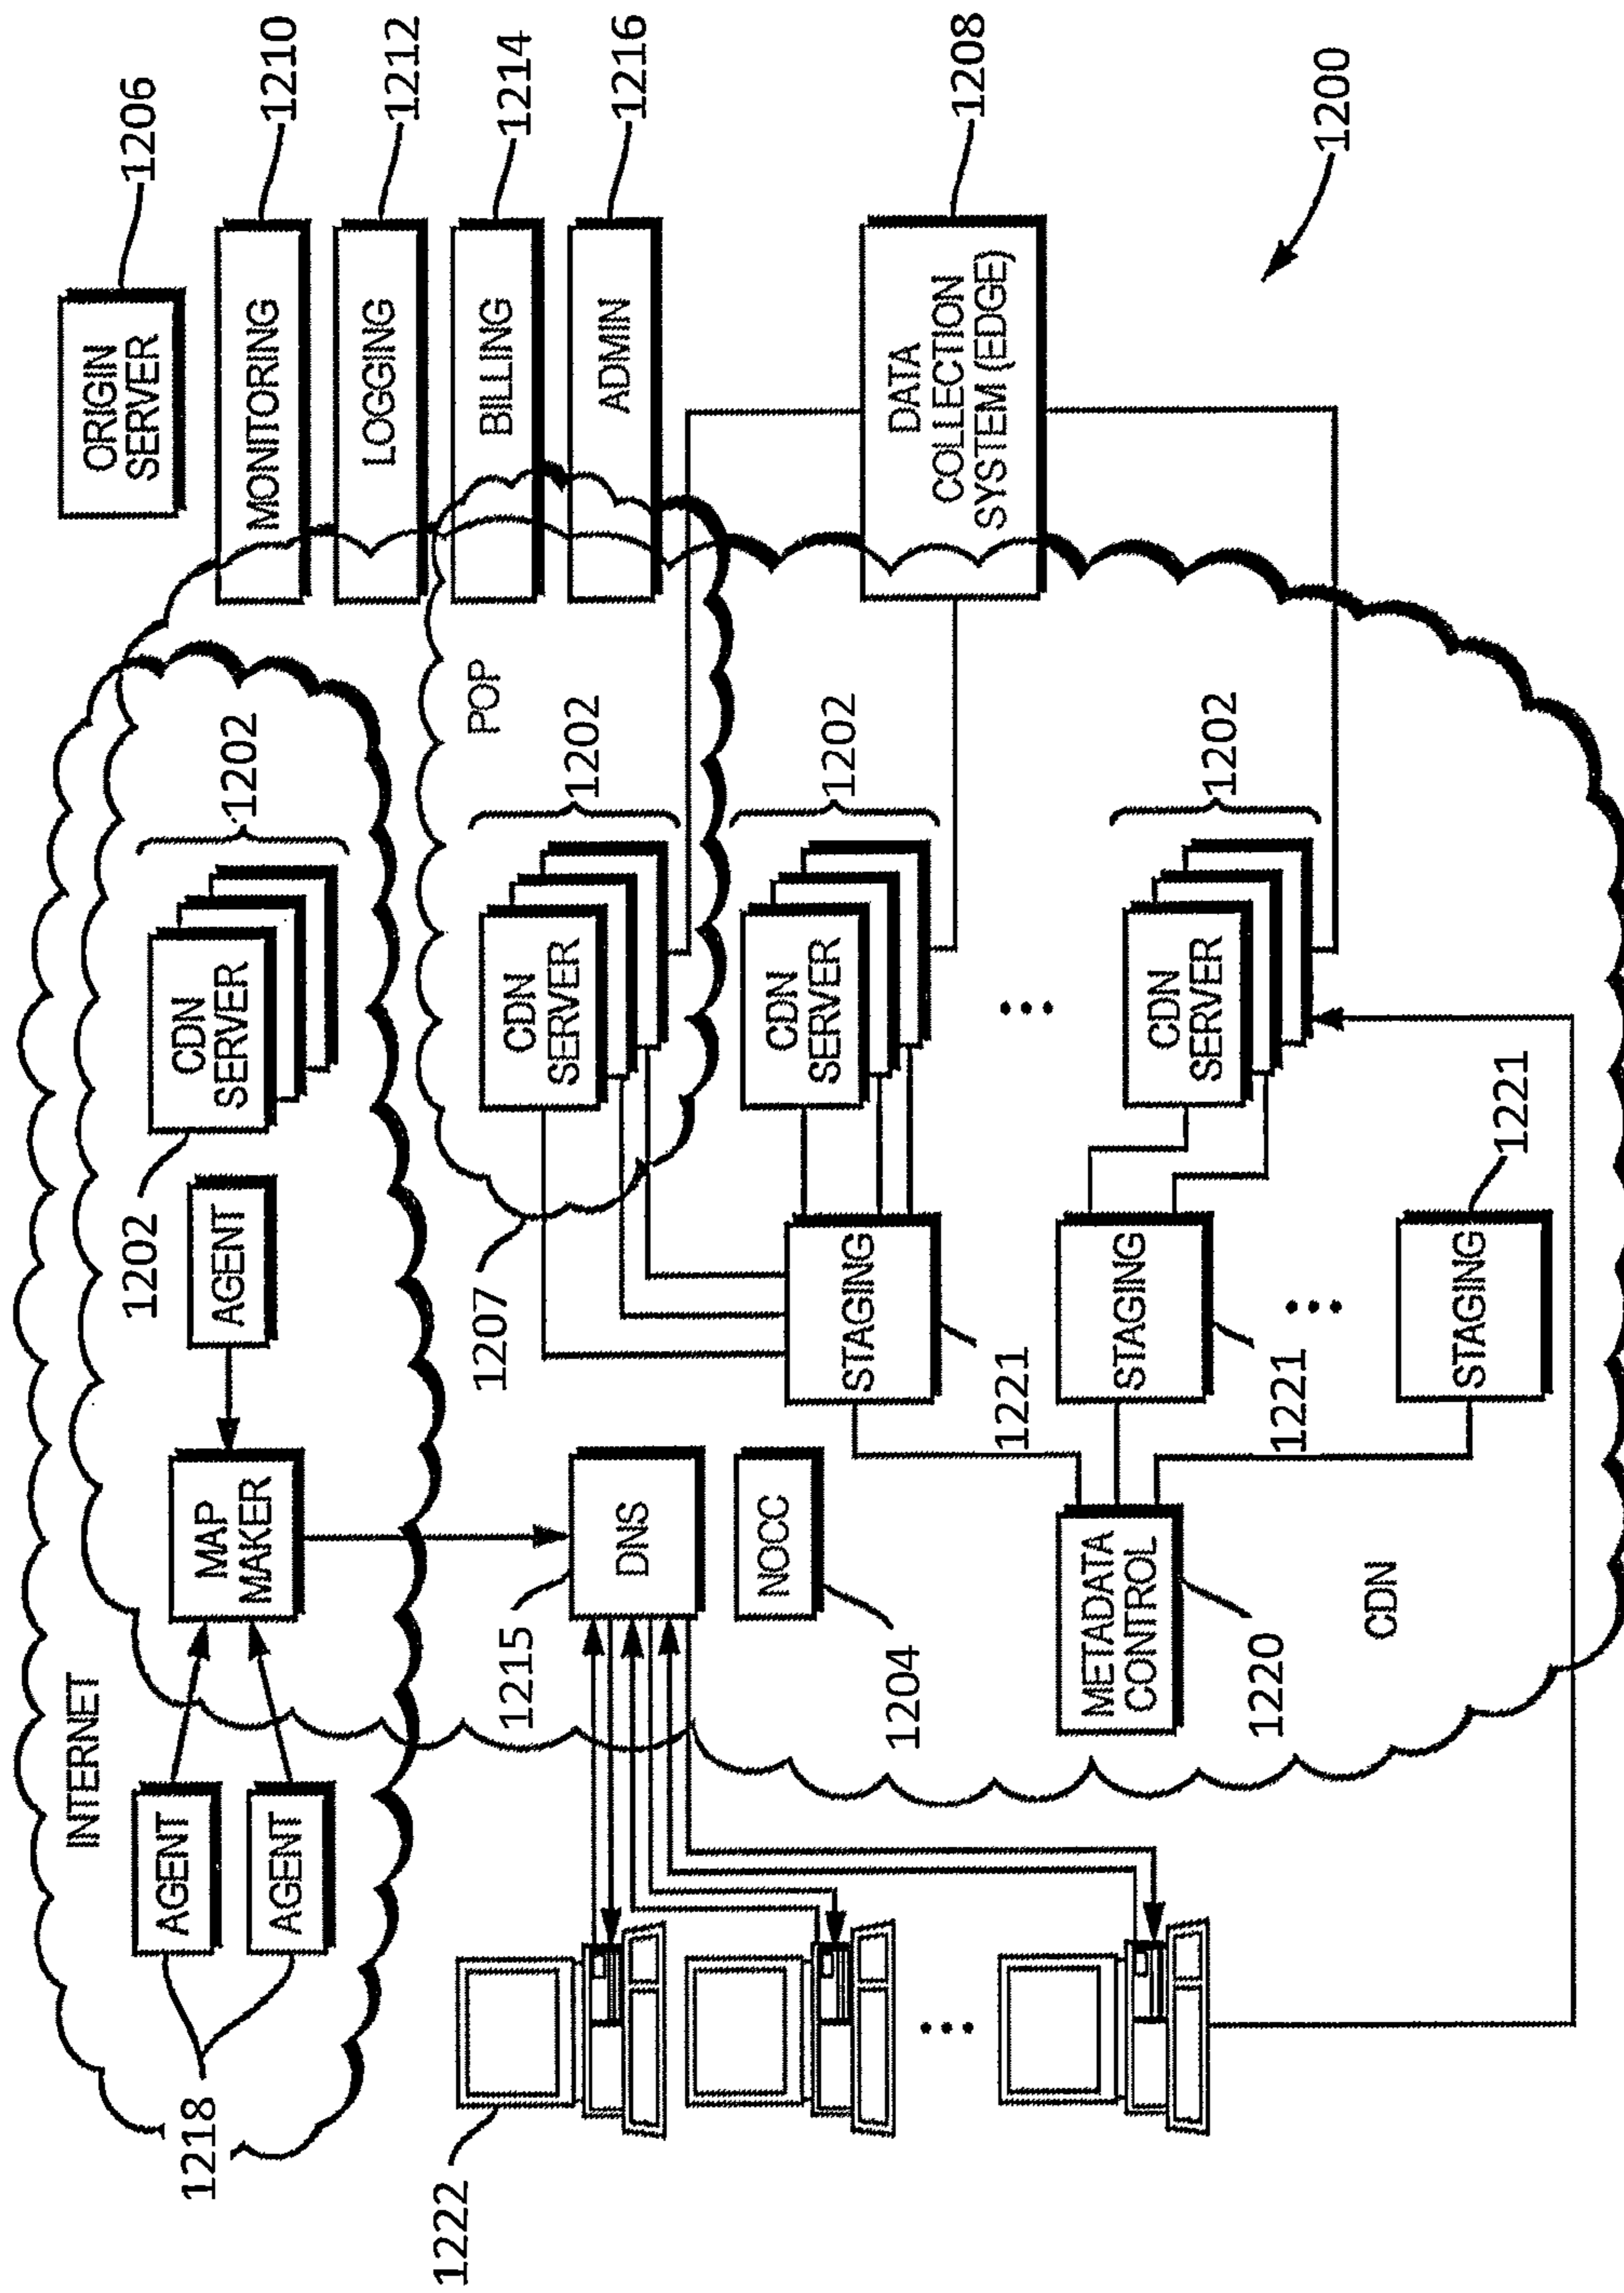 INTERNET
1218
AGENT
AGENT
MAP
MAKER
AGENT
1202
CDN
SERVER
1202
ORIGIN
SERVER
1206
MONITORING
1210
LOGGING
1212
BILLING
1214
ADMIN
1216
POP
1207
CDN
SERVER
1202
1222
1215
DNS
NOCC
1204
STAGING
1221
CDN
SERVER
1202
DATA
COLLECTION
SYSTEM (EDGE)
1208
METADATA
CONTROL
1220
STAGING
1221
CDN
SERVER
1202
CDN
STAGING
1221
1200